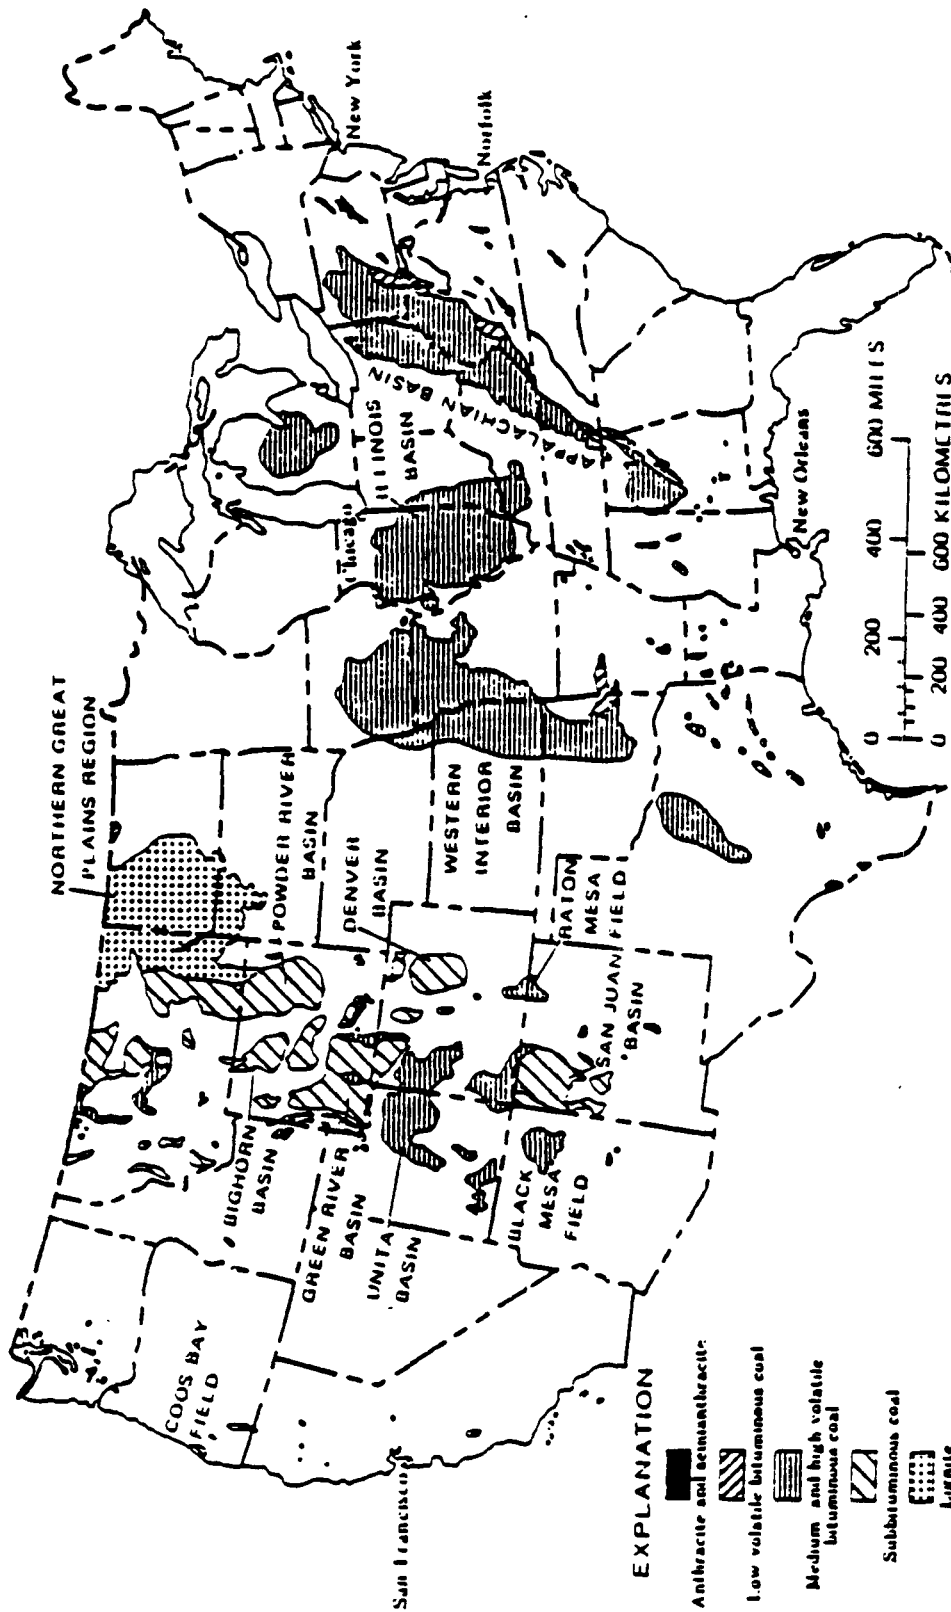 NORTHERN GREAT
PLAINS REGION
POWDER RIVER
BASIN
DENVER
BASIN
WESTERN
INTERIOR
BASIN
RATON
MESA
FIELD
SAN JUAN
BASIN
BLACK
MESA
FIELD
UNITA
BASIN
GREEN RIVER
BASIN
BIGHORN
BASIN
COOS BAY
FIELD
ILLINOIS
BASIN
APPALACHIAN BASIN
Chicago
New York
Norfolk
New Orleans
San Francisco
0 200 400 600 MILES
0 200 400 600 KILOMETRES
EXPLANATION
Anthracite and semianthracite
Low volatile bituminous coal
Medium and high volatile
bituminous coal
Subbituminous coal
Lignite